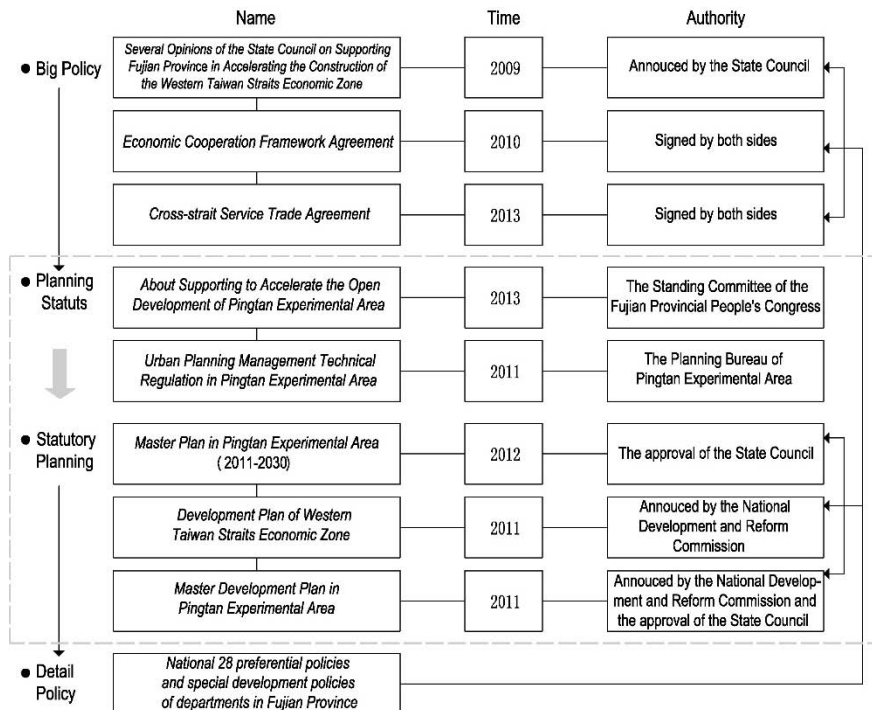 Name Time Authority
Several Opinions of the State Council on Supporting
Fujian Province in Accelerating the Construction of
the Western Taiwan Straits Economic Zone
● Big Policy
2009
Annouced by the State Council
Economic Cooperation Framework Agreement
2010
Signed by both sides
Cross-strait Service Trade Agreement
2013
Signed by both sides
● Planning
Statuts
About Supporting to Accelerate the Open
Development of Pingtan Experimental Area
2013
The Standing Committee of the
Fujian Provincial People's Congress
Urban Planning Management Technical
Regulation in Pingtan Experimental Area
2011
The Planning Bureau of
Pingtan Experimental Area
● Statutory
Planning
Master Plan in Pingtan Experimental Area
( 2011-2030)
2012
The approval of the State Council
Development Plan of Western
Taiwan Straits Economic Zone
2011
Annouced by the National
Development and Reform
Commission
Master Development Plan in
Pingtan Experimental Area
2011
Annouced by the National Develop-
ment and Reform Commission and
the approval of the State Council
● Detail
Policy
National 28 preferential policies
and special development policies
of departments in Fujian Province